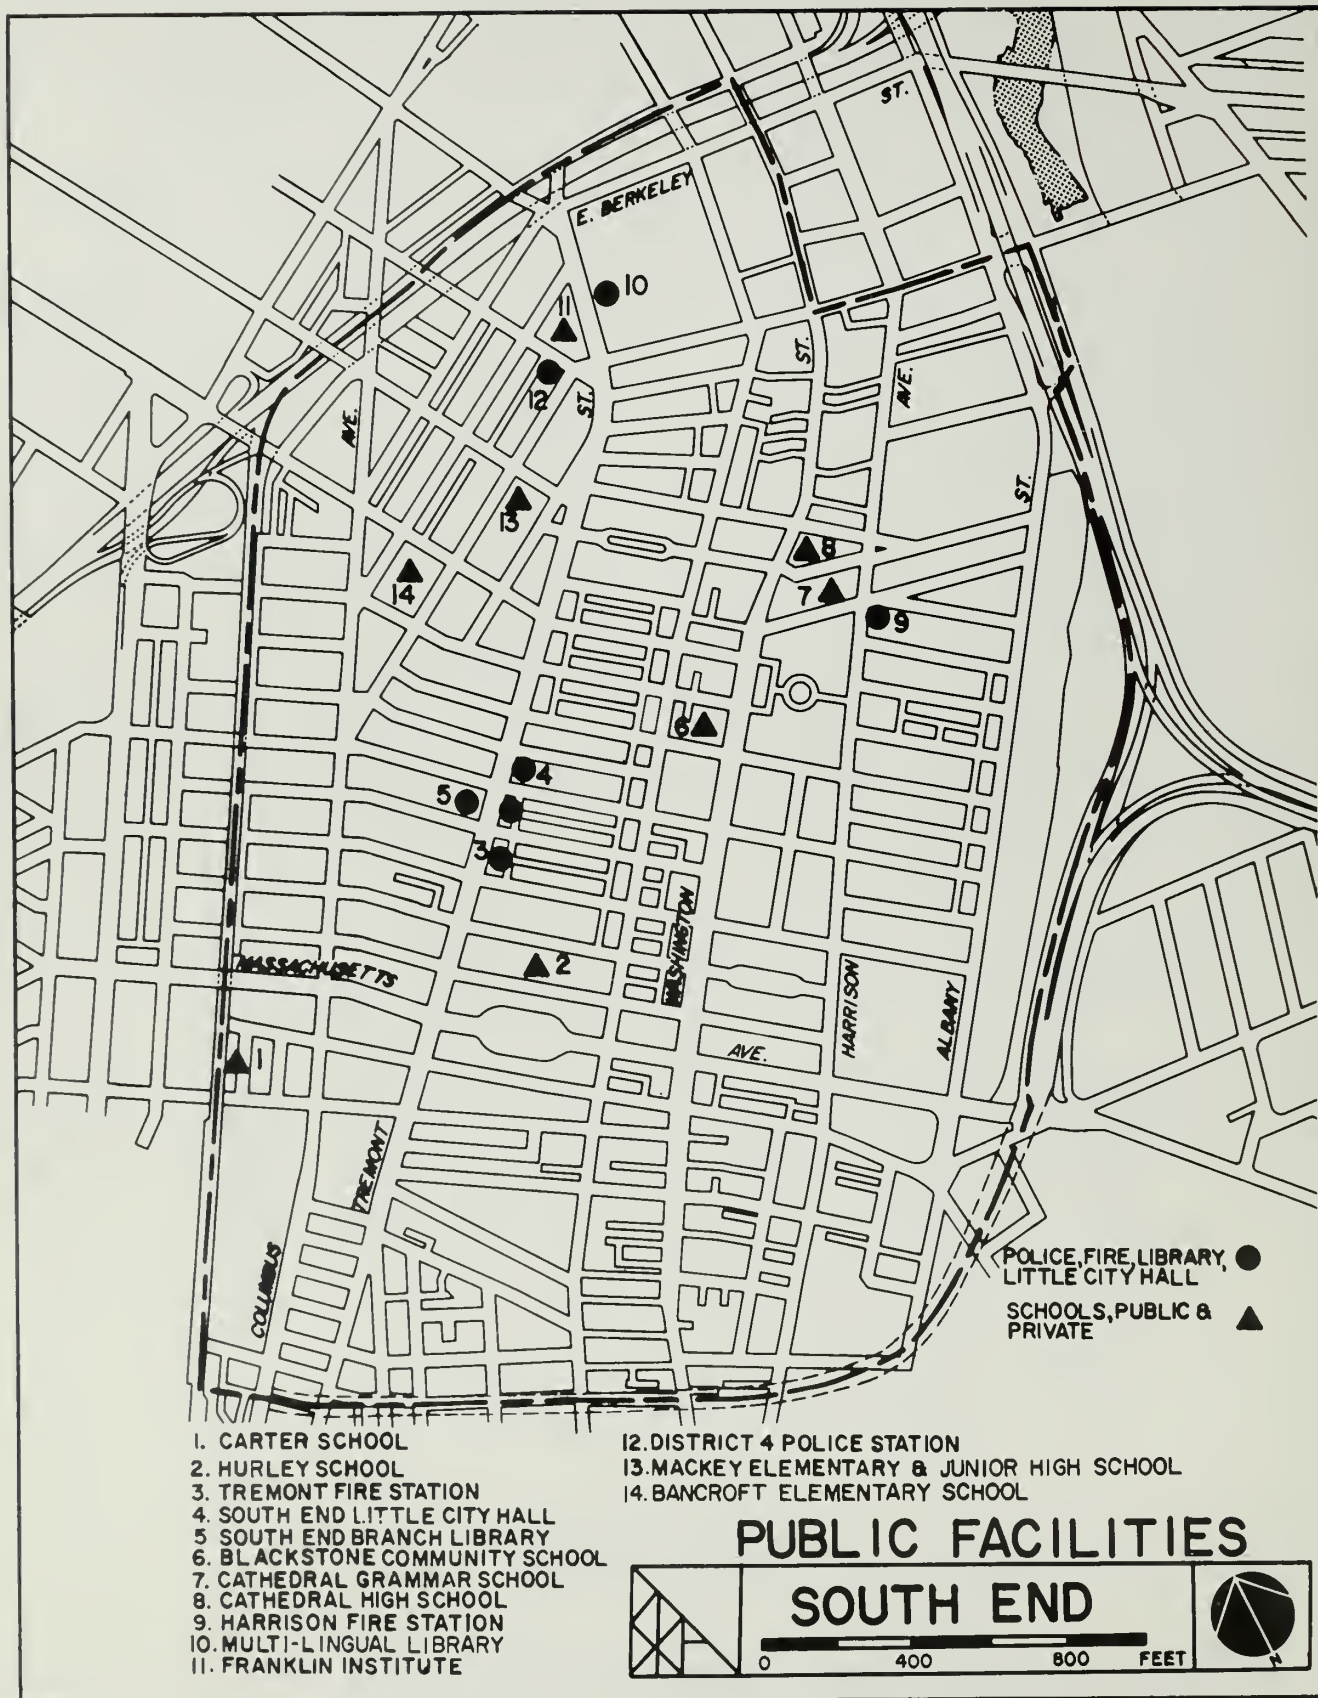 ST.
E. BERKELEY
10
11
ST.
12
ST.
AVE.
AVE.
13
ST.
8
14
7
9
6
4
5
3
WASHINGTON
2
MASSACHUSETTS
HARRISON
ALBANY
AVE.
1
TREMONT
COLUMBUS
POLICE, FIRE, LIBRARY,
LITTLE CITY HALL
SCHOOLS, PUBLIC &
PRIVATE
1. CARTER SCHOOL
2. HURLEY SCHOOL
3. TREMONT FIRE STATION
4. SOUTH END LITTLE CITY HALL
5 SOUTH END BRANCH LIBRARY
6. BLACKSTONE COMMUNITY SCHOOL
7. CATHEDRAL GRAMMAR SCHOOL
8. CATHEDRAL HIGH SCHOOL
9. HARRISON FIRE STATION
10. MULTI-LINGUAL LIBRARY
11. FRANKLIN INSTITUTE
12. DISTRICT 4 POLICE STATION
13. MACKEY ELEMENTARY & JUNIOR HIGH SCHOOL
14. BANCROFT ELEMENTARY SCHOOL
PUBLIC FACILITIES
SOUTH END
0 400 800 FEET
N